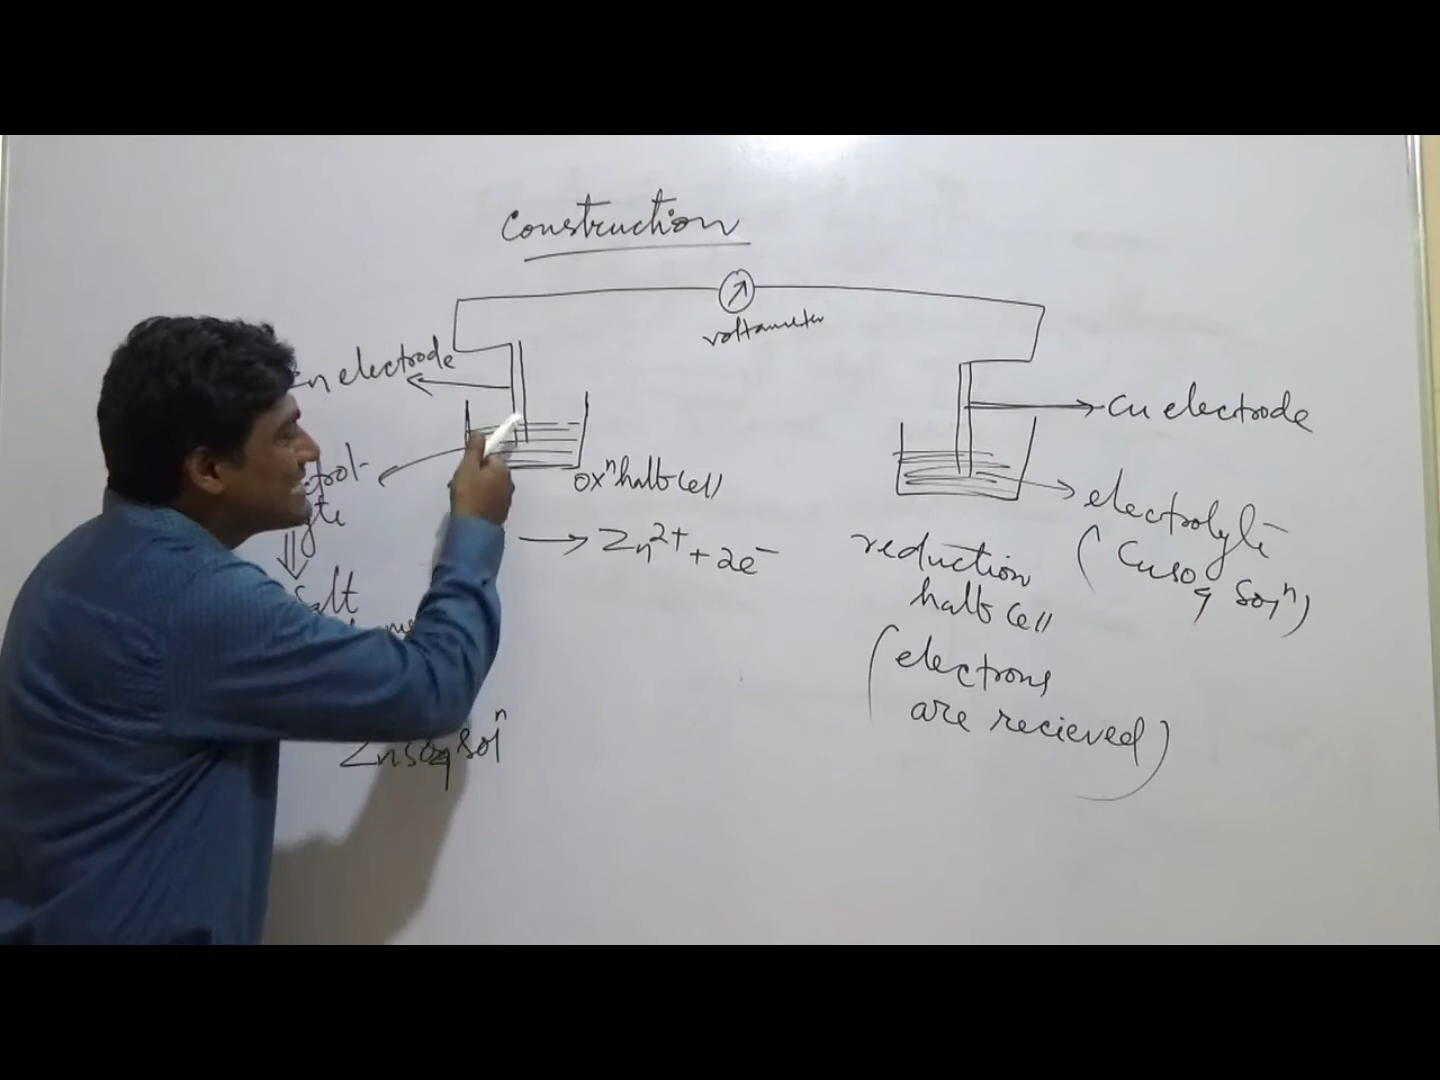 Construction
voltameter
Zn electrode
Cu electrode
oxⁿ half cell
electrolyte
(CuSO₄ Solⁿ)
→ Zn²⁺ + 2e⁻
reduction
half cell
(electrons
are recieved)
Salt
ZnSO₄ Solⁿ